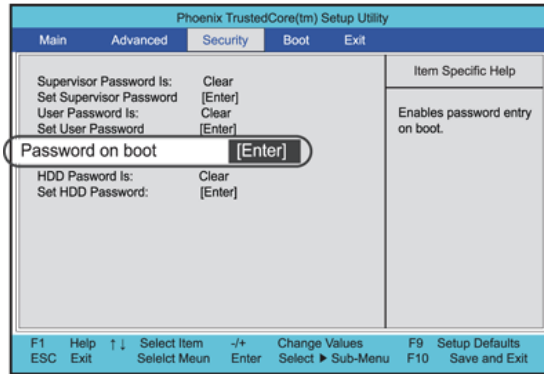 Phoenix TrustedCore(tm) Setup Utility
Main Advanced Security Boot Exit
Supervisor Password Is: Clear
Set Supervisor Password [Enter]
User Password Is: Clear
Set User Password [Enter]
Password on boot [Enter]
HDD Pasword Is: Clear
Set HDD Password: [Enter]
Item Specific Help
Enables password entry
on boot.
F1 Help ↑↓ Select Item -/+ Change Values F9 Setup Defaults
ESC Exit Selelct Meun Enter Select ▶ Sub-Menu F10 Save and Exit